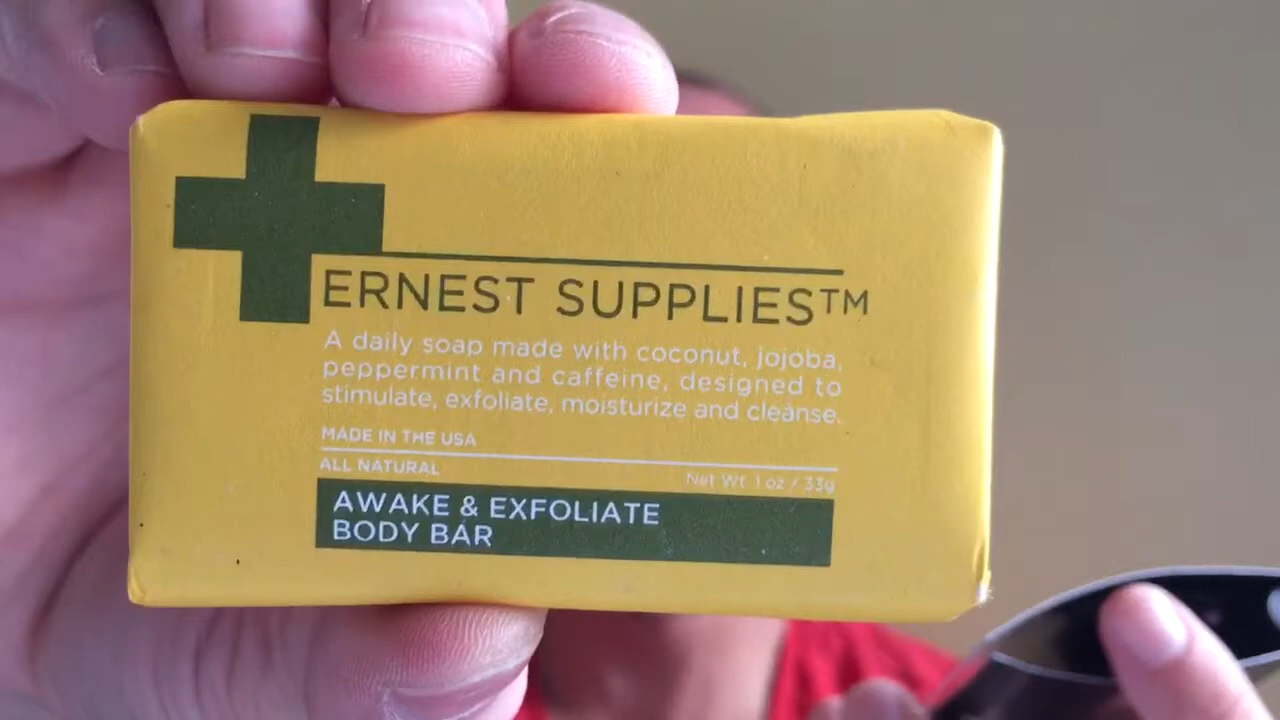 ERNEST SUPPLIES™
A daily soap made with coconut, jojoba,
peppermint and caffeine, designed to
stimulate, exfoliate, moisturize and cleanse.
MADE IN THE USA
ALL NATURAL
Net Wt. 1 oz / 33g
AWAKE & EXFOLIATE
BODY BAR